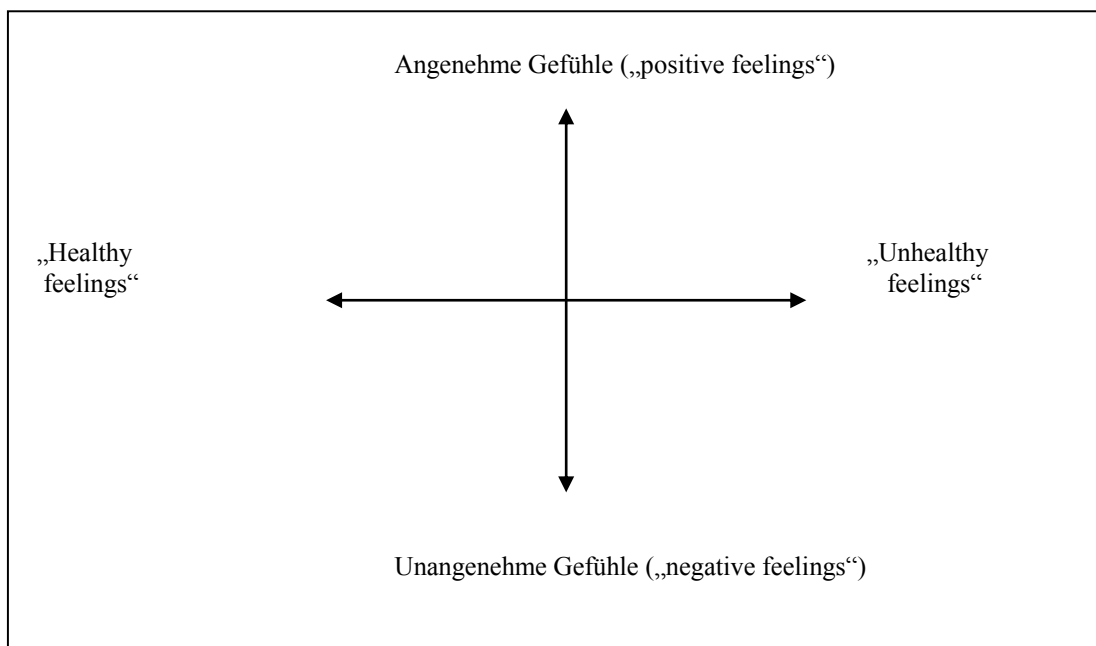 Angenehme Gefühle („positive feelings“)
„Healthy
feelings“
„Unhealthy
feelings“
Unangenehme Gefühle („negative feelings“)